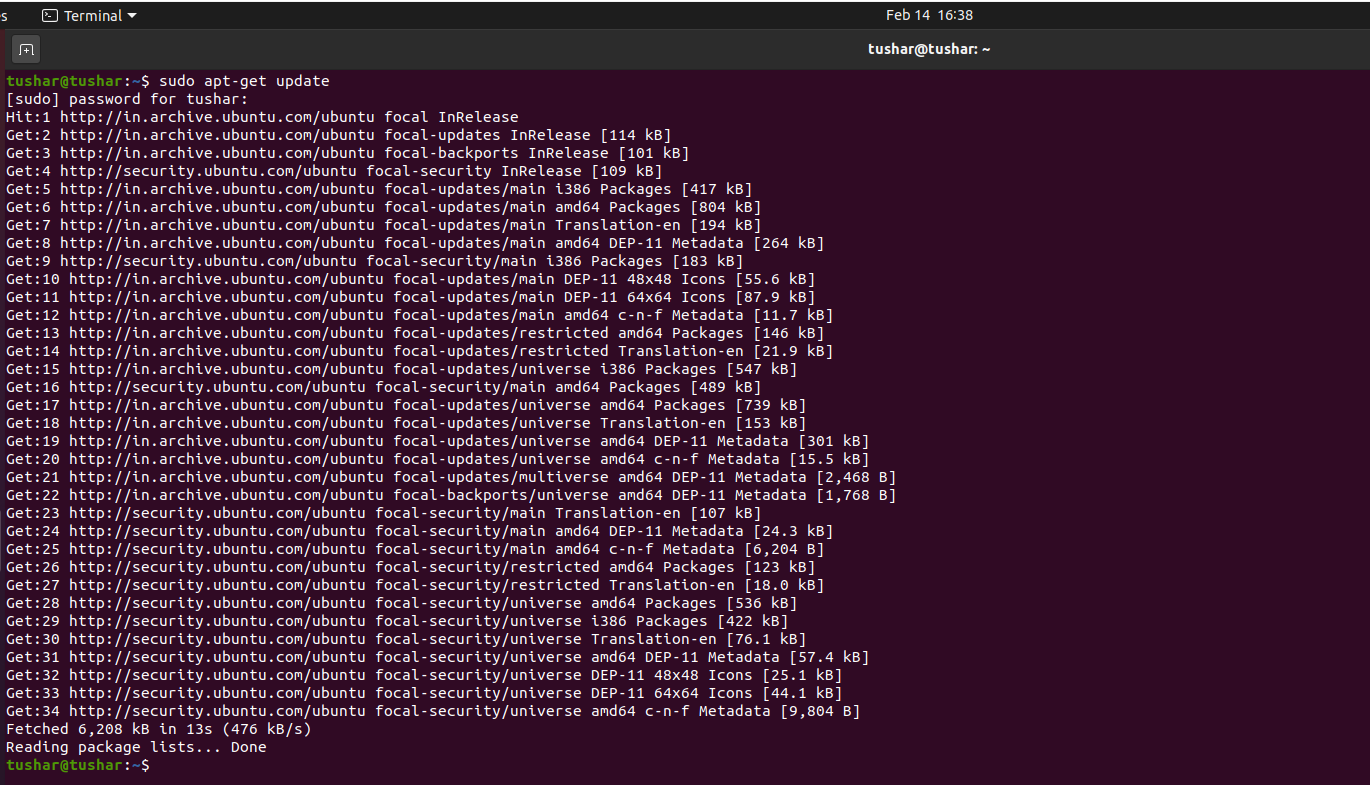 s Terminal Feb 14 16:38
tushar@tushar: ~
tushar@tushar:~$ sudo apt-get update
[sudo] password for tushar:
Hit:1 http://in.archive.ubuntu.com/ubuntu focal InRelease
Get:2 http://in.archive.ubuntu.com/ubuntu focal-updates InRelease [114 kB]
Get:3 http://in.archive.ubuntu.com/ubuntu focal-backports InRelease [101 kB]
Get:4 http://security.ubuntu.com/ubuntu focal-security InRelease [109 kB]
Get:5 http://in.archive.ubuntu.com/ubuntu focal-updates/main i386 Packages [417 kB]
Get:6 http://in.archive.ubuntu.com/ubuntu focal-updates/main amd64 Packages [804 kB]
Get:7 http://in.archive.ubuntu.com/ubuntu focal-updates/main Translation-en [194 kB]
Get:8 http://in.archive.ubuntu.com/ubuntu focal-updates/main amd64 DEP-11 Metadata [264 kB]
Get:9 http://security.ubuntu.com/ubuntu focal-security/main i386 Packages [183 kB]
Get:10 http://in.archive.ubuntu.com/ubuntu focal-updates/main DEP-11 48x48 Icons [55.6 kB]
Get:11 http://in.archive.ubuntu.com/ubuntu focal-updates/main DEP-11 64x64 Icons [87.9 kB]
Get:12 http://in.archive.ubuntu.com/ubuntu focal-updates/main amd64 c-n-f Metadata [11.7 kB]
Get:13 http://in.archive.ubuntu.com/ubuntu focal-updates/restricted amd64 Packages [146 kB]
Get:14 http://in.archive.ubuntu.com/ubuntu focal-updates/restricted Translation-en [21.9 kB]
Get:15 http://in.archive.ubuntu.com/ubuntu focal-updates/universe i386 Packages [547 kB]
Get:16 http://security.ubuntu.com/ubuntu focal-security/main amd64 Packages [489 kB]
Get:17 http://in.archive.ubuntu.com/ubuntu focal-updates/universe amd64 Packages [739 kB]
Get:18 http://in.archive.ubuntu.com/ubuntu focal-updates/universe Translation-en [153 kB]
Get:19 http://in.archive.ubuntu.com/ubuntu focal-updates/universe amd64 DEP-11 Metadata [301 kB]
Get:20 http://in.archive.ubuntu.com/ubuntu focal-updates/universe amd64 c-n-f Metadata [15.5 kB]
Get:21 http://in.archive.ubuntu.com/ubuntu focal-updates/multiverse amd64 DEP-11 Metadata [2,468 B]
Get:22 http://in.archive.ubuntu.com/ubuntu focal-backports/universe amd64 DEP-11 Metadata [1,768 B]
Get:23 http://security.ubuntu.com/ubuntu focal-security/main Translation-en [107 kB]
Get:24 http://security.ubuntu.com/ubuntu focal-security/main amd64 DEP-11 Metadata [24.3 kB]
Get:25 http://security.ubuntu.com/ubuntu focal-security/main amd64 c-n-f Metadata [6,204 B]
Get:26 http://security.ubuntu.com/ubuntu focal-security/restricted amd64 Packages [123 kB]
Get:27 http://security.ubuntu.com/ubuntu focal-security/restricted Translation-en [18.0 kB]
Get:28 http://security.ubuntu.com/ubuntu focal-security/universe amd64 Packages [536 kB]
Get:29 http://security.ubuntu.com/ubuntu focal-security/universe i386 Packages [422 kB]
Get:30 http://security.ubuntu.com/ubuntu focal-security/universe Translation-en [76.1 kB]
Get:31 http://security.ubuntu.com/ubuntu focal-security/universe amd64 DEP-11 Metadata [57.4 kB]
Get:32 http://security.ubuntu.com/ubuntu focal-security/universe DEP-11 48x48 Icons [25.1 kB]
Get:33 http://security.ubuntu.com/ubuntu focal-security/universe DEP-11 64x64 Icons [44.1 kB]
Get:34 http://security.ubuntu.com/ubuntu focal-security/universe amd64 c-n-f Metadata [9,804 B]
Fetched 6,208 kB in 13s (476 kB/s)
Reading package lists... Done
tushar@tushar:~$